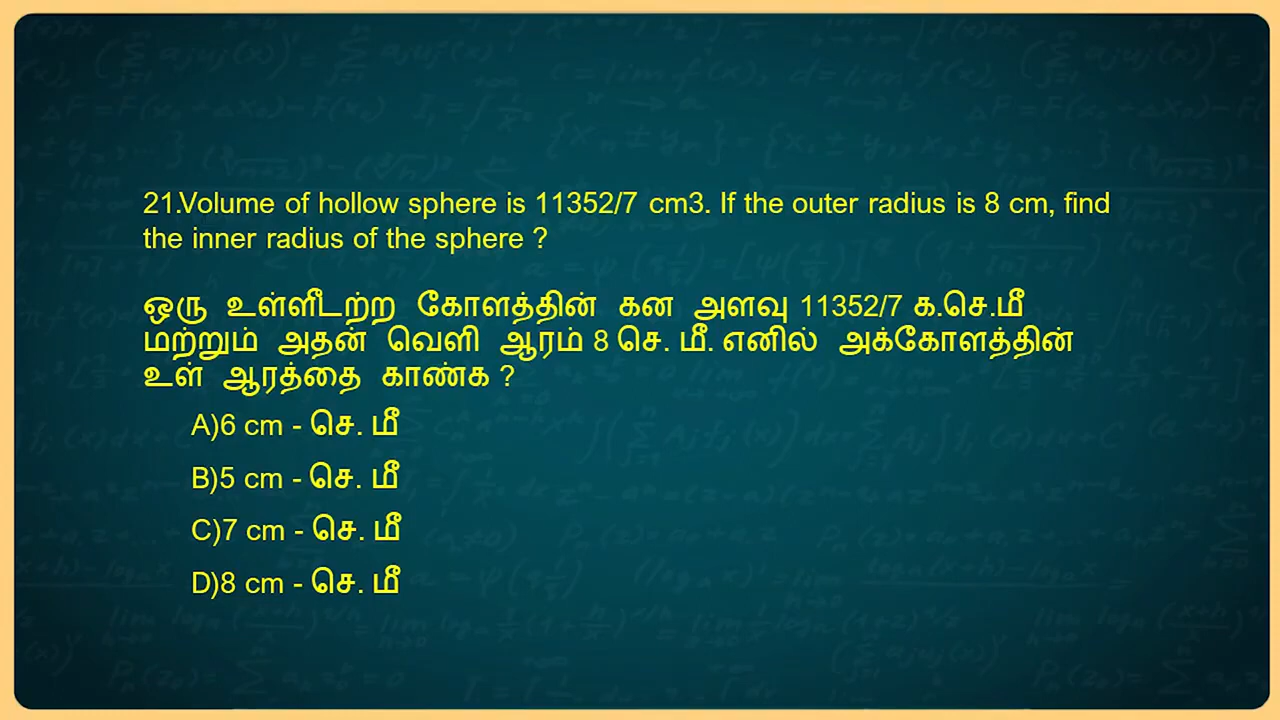 21.Volume of hollow sphere is 11352/7 cm3. If the outer radius is 8 cm, find
the inner radius of the sphere ?
ஒரு உள்ளீடற்ற கோளத்தின் கன அளவு 11352/7 க.செ.மீ
மற்றும் அதன் வெளி ஆரம் 8 செ. மீ. எனில் அக்கோளத்தின்
உள் ஆரத்தை காண்க ?
A)6 cm - செ. மீ
B)5 cm - செ. மீ
C)7 cm - செ. மீ
D)8 cm - செ. மீ